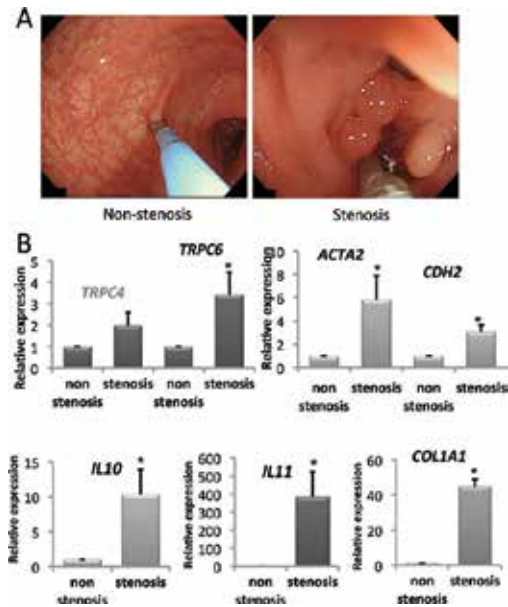 A
Non-stenosis
Stenosis
B
Relative expression
5
4
3
2
1
0
TRPC4
TRPC6
*
non stenosis
stenosis
non stenosis
stenosis
Relative expression
10
8
6
4
2
0
ACTA2
*
CDH2
*
non stenosis
stenosis
non stenosis
stenosis
Relative expression
15
10
5
0
IL10
*
non stenosis
stenosis
Relative expression
600
500
400
300
200
100
0
IL11
*
non stenosis
stenosis
Relative expression
60
40
20
0
COL1A1
*
non stenosis
stenosis